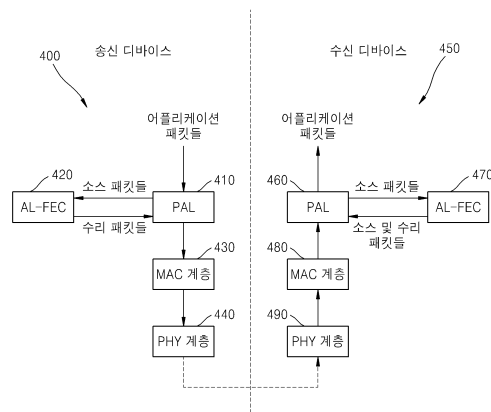 송신 디바이스
수신 디바이스
400
450
어플리케이션
패킷들
어플리케이션
패킷들
420
소스 패킷들
410
460
소스 패킷들
470
AL-FEC
PAL
PAL
AL-FEC
수리 패킷들
소스 및 수리
패킷들
430
480
MAC 계층
MAC 계층
440
490
PHY 계층
PHY 계층